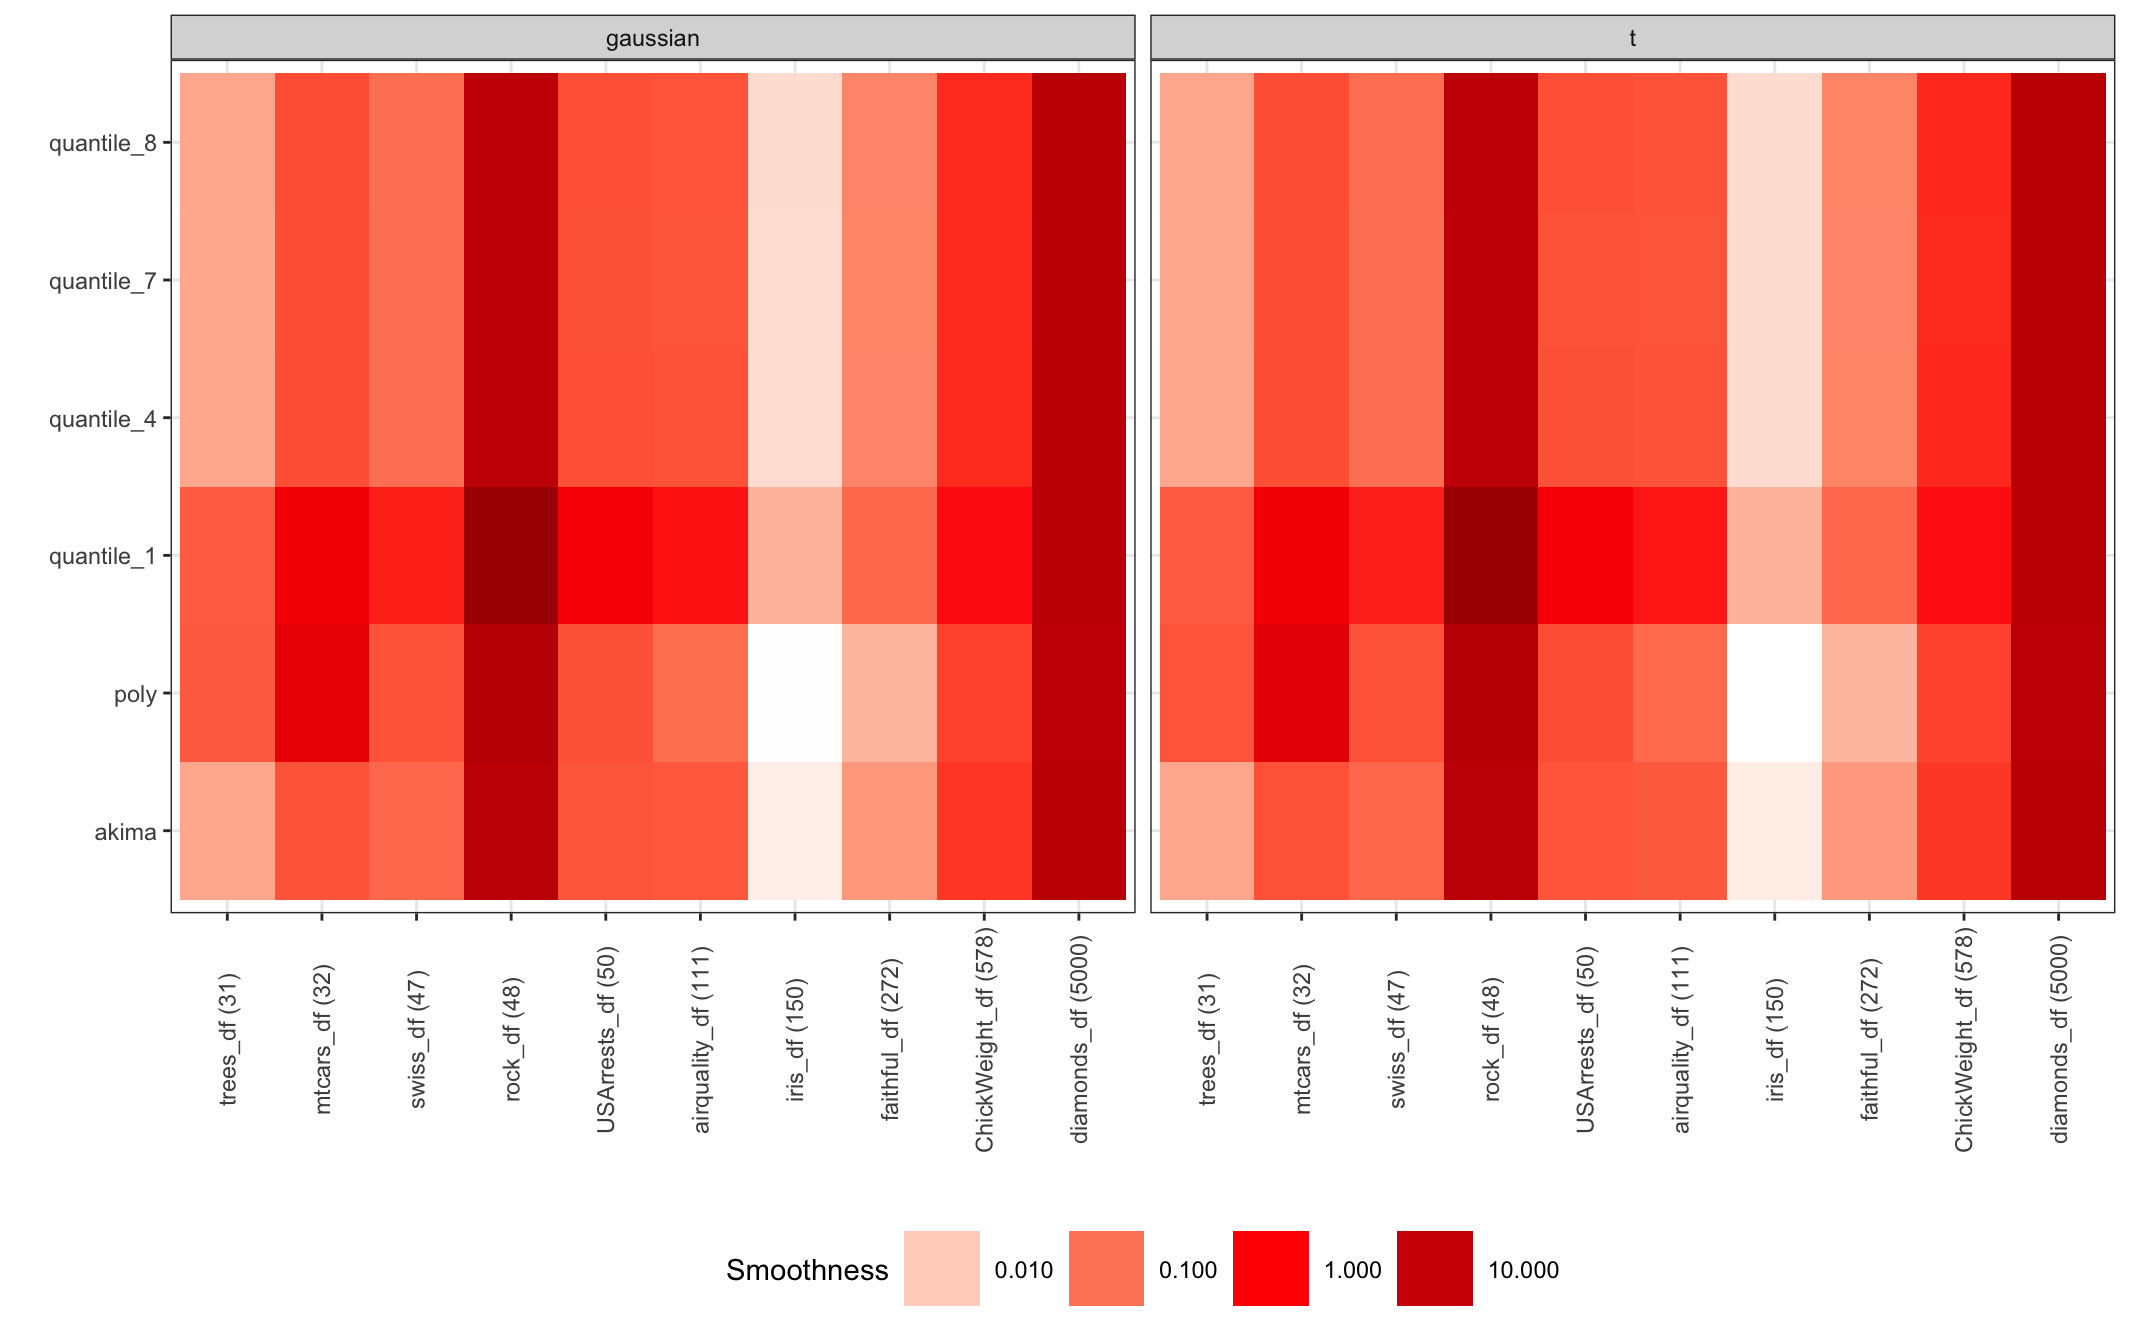 gaussian
t
quantile_8
quantile_7
quantile_4
quantile_1
poly
akima
trees_df (31)
mtcars_df (32)
swiss_df (47)
rock_df (48)
USArrests_df (50)
airquality_df (111)
iris_df (150)
faithful_df (272)
ChickWeight_df (578)
diamonds_df (5000)
trees_df (31)
mtcars_df (32)
swiss_df (47)
rock_df (48)
USArrests_df (50)
airquality_df (111)
iris_df (150)
faithful_df (272)
ChickWeight_df (578)
diamonds_df (5000)
Smoothness 0.010 0.100 1.000 10.000